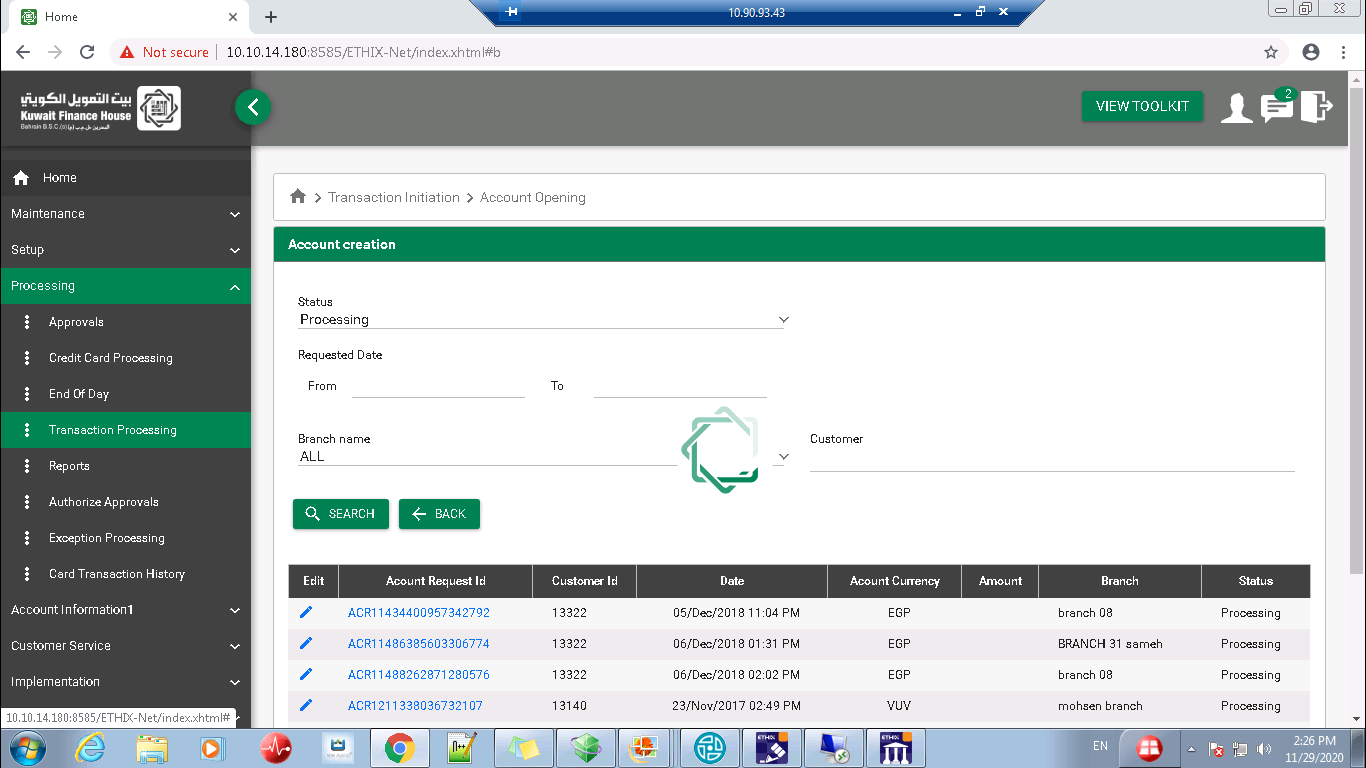 Home
10.90.93.43
Not secure
10.10.14.180:8585/ETHIX-Net/index.xhtml#b
بيت التمويل الكويتي
Kuwait Finance House
VIEW TOOLKIT
2
Home
Maintenance
Setup
Processing
Approvals
Credit Card Processing
End Of Day
Transaction Processing
Reports
Authorize Approvals
Exception Processing
Card Transaction History
Account Information1
Customer Service
Implementation
10.10.14.180:8585/ETHIX-Net/index.xhtml#
Transaction Initiation
Account Opening
Account creation
Status
Processing
Requested Date
From To
Branch name Customer
ALL
SEARCH BACK
Edit Acount Request Id Customer Id Date Acount Currency Amount Branch Status
ACR11434400957342792 13322 05/Dec/2018 11:04 PM EGP branch 08 Processing
ACR11486385603306774 13322 06/Dec/2018 01:31 PM EGP BRANCH 31 sameh Processing
ACR11488262871280576 13322 06/Dec/2018 02:02 PM EGP branch 08 Processing
ACR1211338036732107 13140 23/Nov/2017 02:49 PM VUV mohsen branch Processing
ETHIX
ETHIX
EN
2:26 PM
11/29/2020